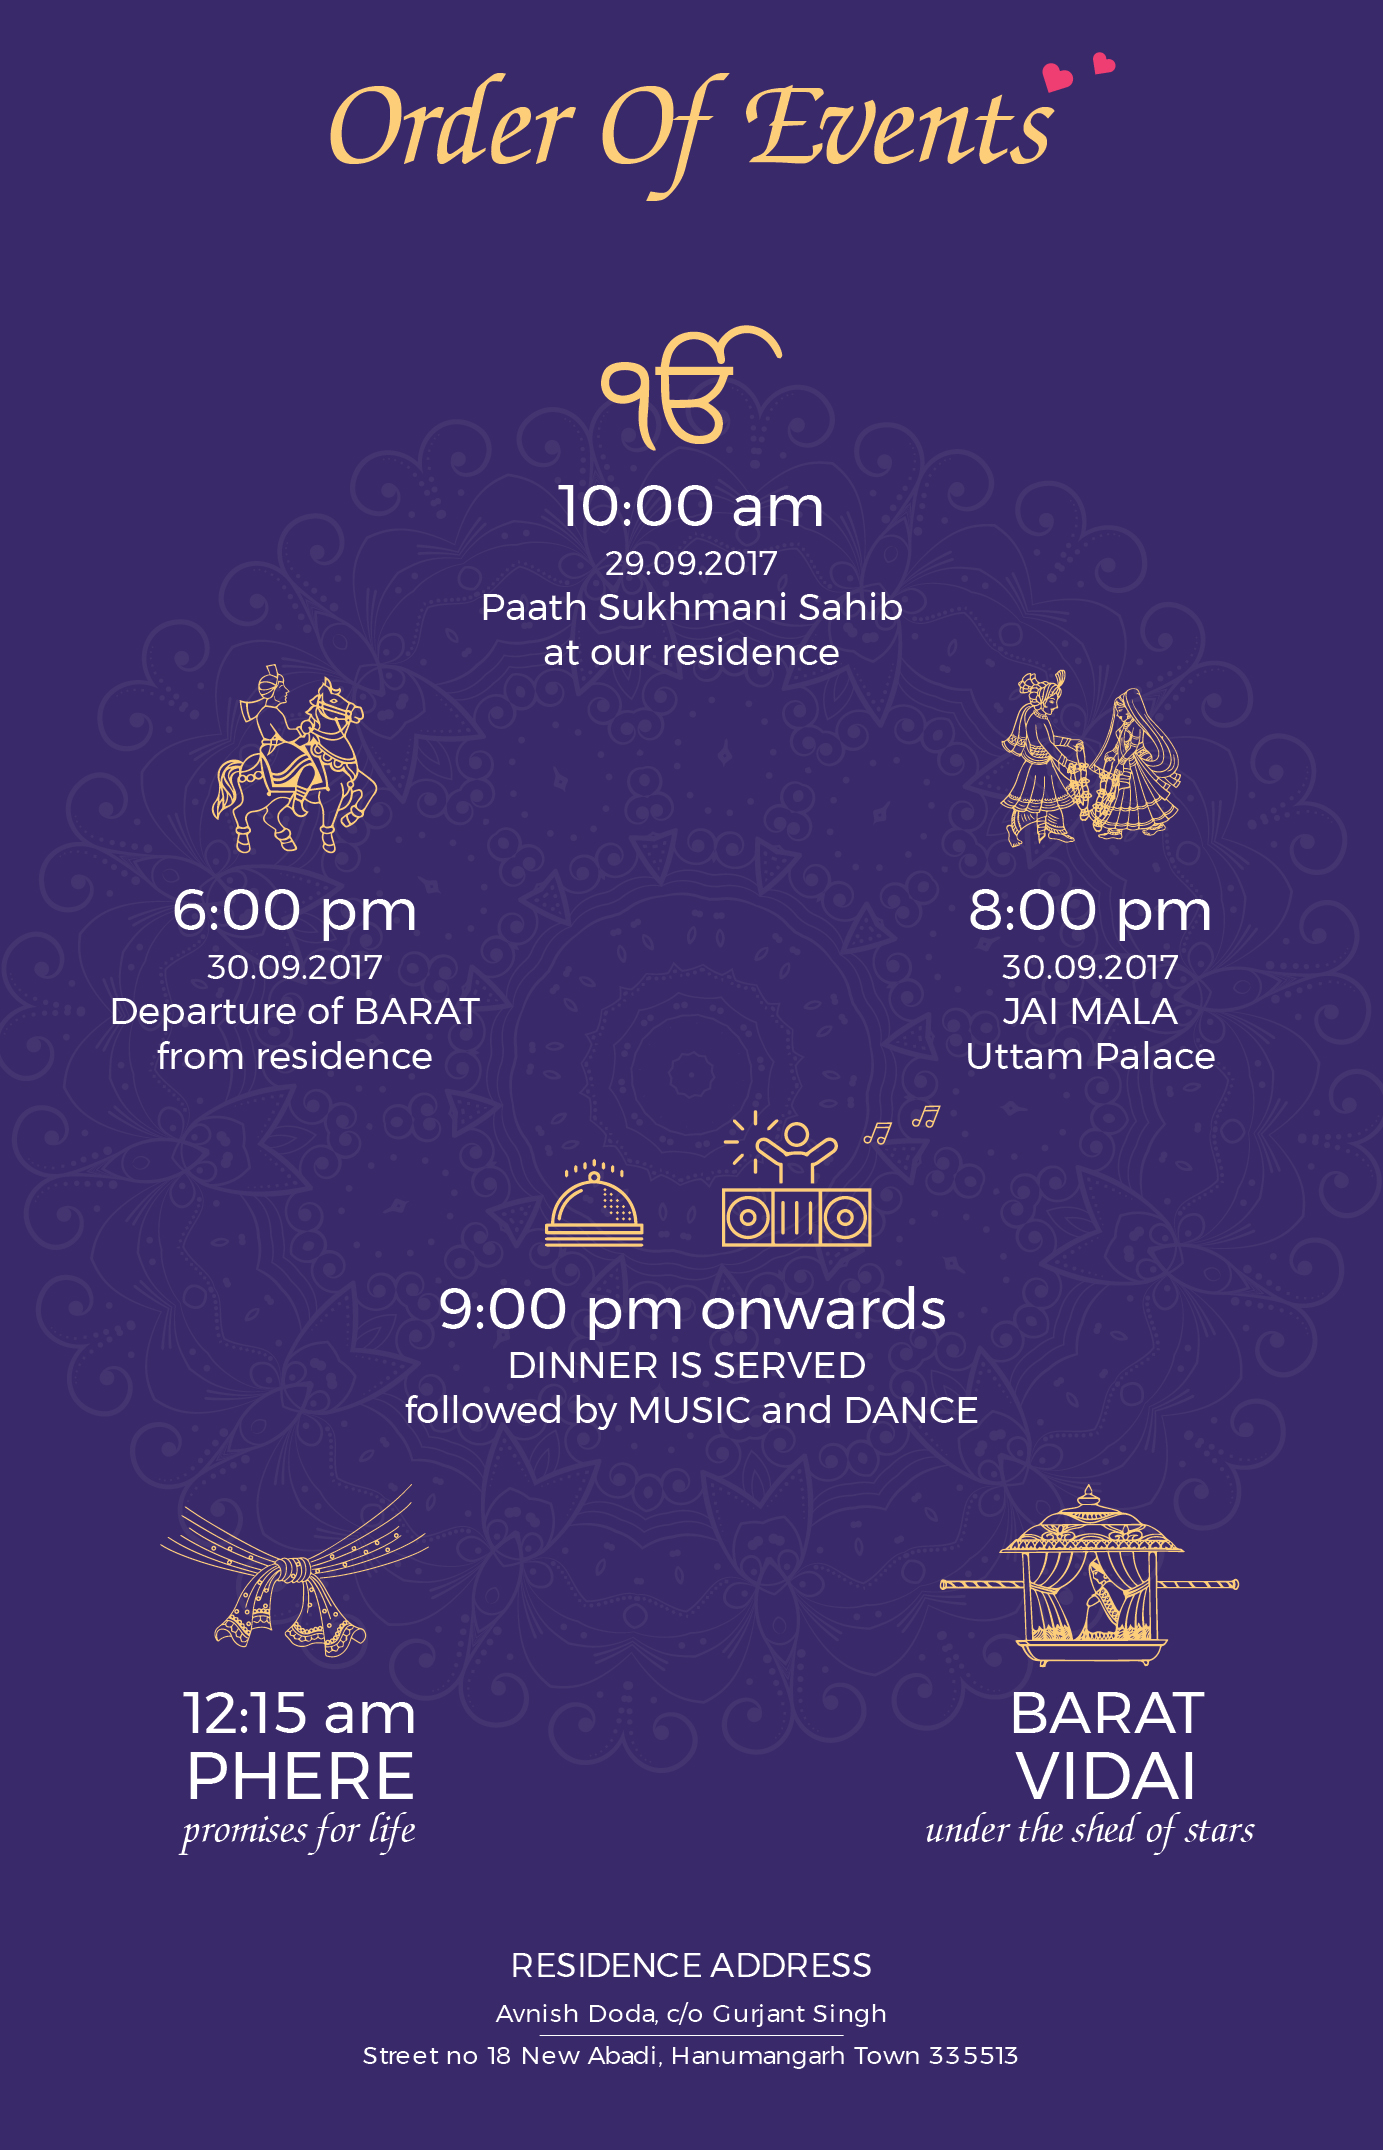 Order Of Events
ੴ
10:00 am
29.09.2017
Paath Sukhmani Sahib
at our residence
6:00 pm
30.09.2017
Departure of BARAT
from residence
8:00 pm
30.09.2017
JAI MALA
Uttam Palace
9:00 pm onwards
DINNER IS SERVED
followed by MUSIC and DANCE
12:15 am
PHERE
promises for life
BARAT
VIDAI
under the shed of stars
RESIDENCE ADDRESS
Avnish Doda, c/o Gurjant Singh
Street no 18 New Abadi, Hanumangarh Town 335513